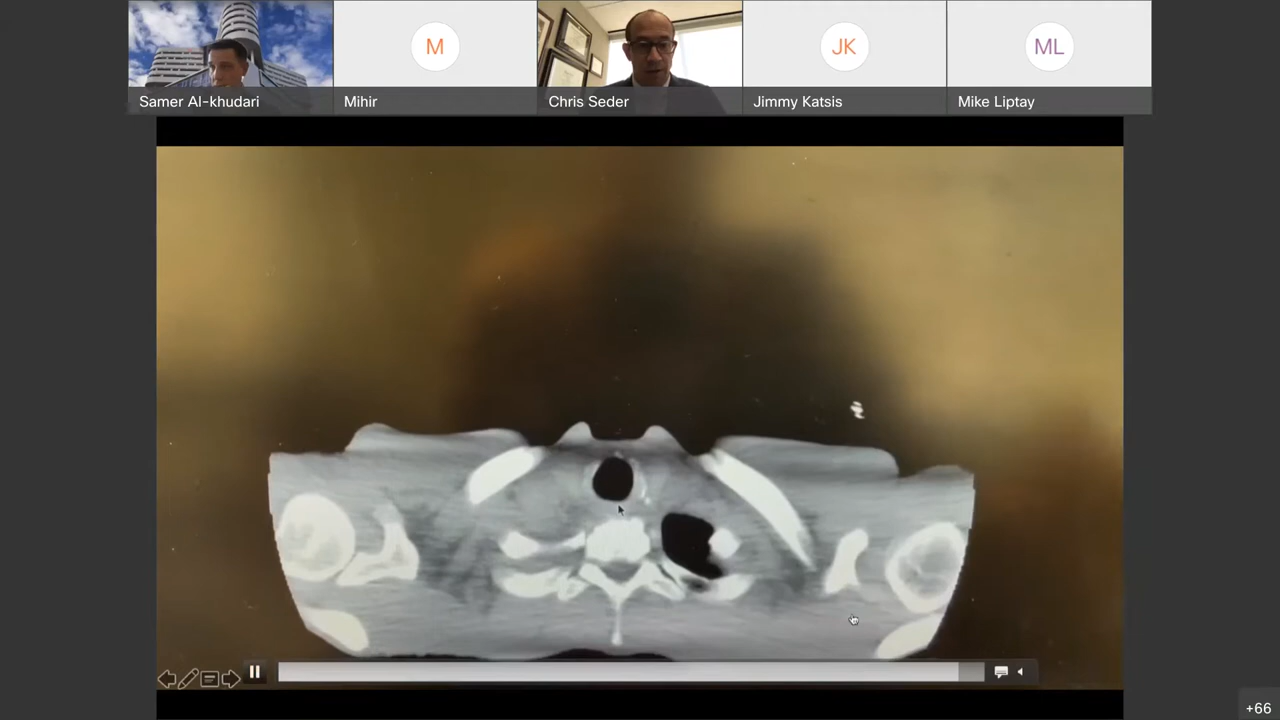 M
JK
ML
Samer Al-khudari
Mihir
Chris Seder
Jimmy Katsis
Mike Liptay
+66